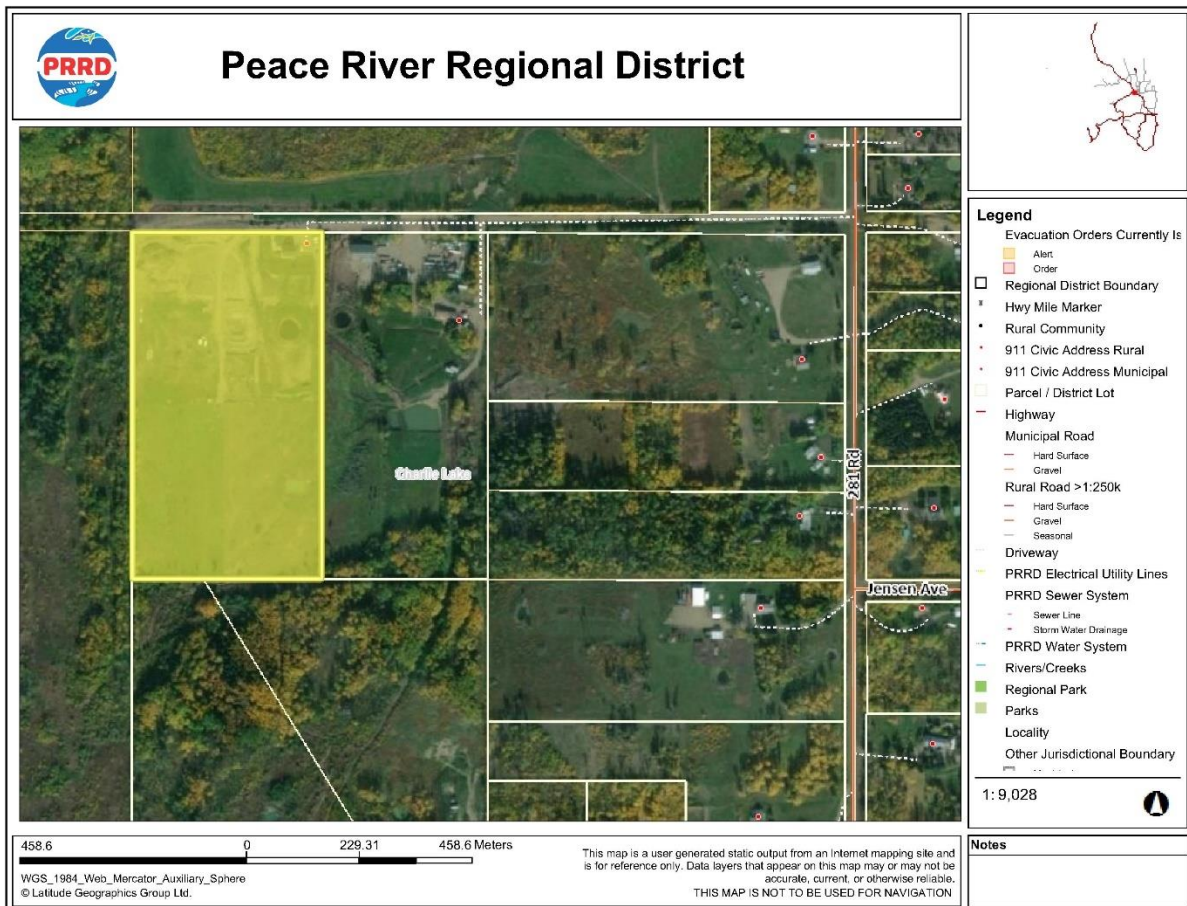 PRRD
Peace River Regional District
Charlie Lake
281 Rd
Jensen Ave
Legend
Evacuation Orders Currently Is
Alert
Order
Regional District Boundary
Hwy Mile Marker
Rural Community
911 Civic Address Rural
911 Civic Address Municipal
Parcel / District Lot
Highway
Municipal Road
Hard Surface
Gravel
Rural Road >1:250k
Hard Surface
Gravel
Seasonal
Driveway
PRRD Electrical Utility Lines
PRRD Sewer System
Sewer Line
Storm Water Drainage
PRRD Water System
Rivers/Creeks
Regional Park
Parks
Locality
Other Jurisdictional Boundary
1: 9,028
458.6 0 229.31 458.6 Meters
WGS_1984_Web_Mercator_Auxiliary_Sphere
© Latitude Geographics Group Ltd.
This map is a user generated static output from an Internet mapping site and
is for reference only. Data layers that appear on this map may or may not be
accurate, current, or otherwise reliable.
THIS MAP IS NOT TO BE USED FOR NAVIGATION
Notes